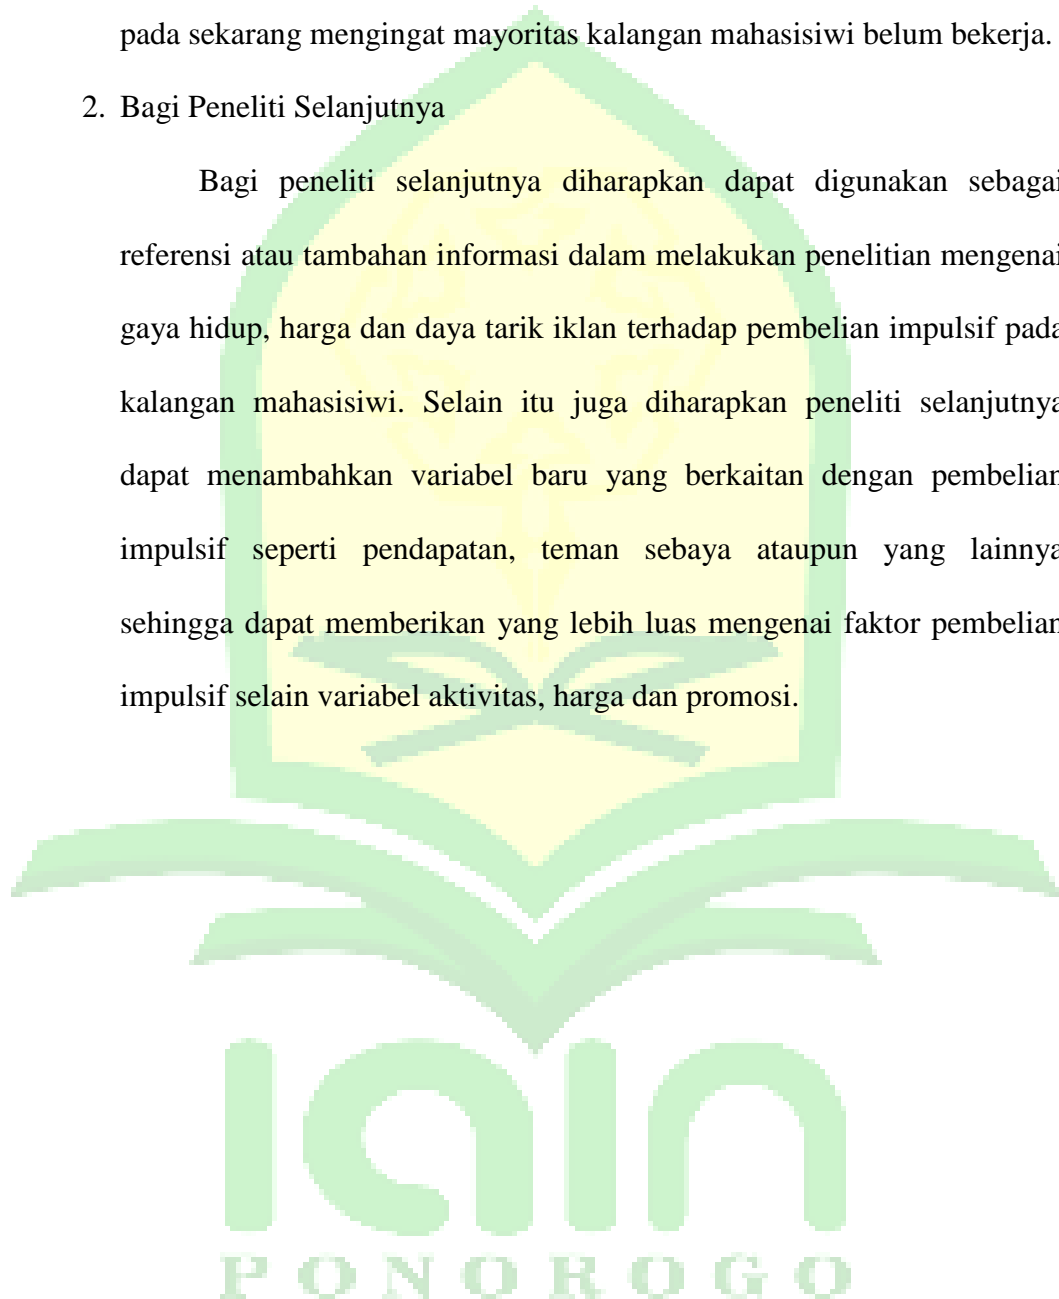 pada sekarang mengingat mayoritas kalangan mahasisiwi belum bekerja.
2. Bagi Peneliti Selanjutnya
Bagi peneliti selanjutnya diharapkan dapat digunakan sebagai
referensi atau tambahan informasi dalam melakukan penelitian mengenai
gaya hidup, harga dan daya tarik iklan terhadap pembelian impulsif pada
kalangan mahasisiwi. Selain itu juga diharapkan peneliti selanjutnya
dapat menambahkan variabel baru yang berkaitan dengan pembelian
impulsif seperti pendapatan, teman sebaya ataupun yang lainnya
sehingga dapat memberikan yang lebih luas mengenai faktor pembelian
impulsif selain variabel aktivitas, harga dan promosi.
iain
PONOROGO